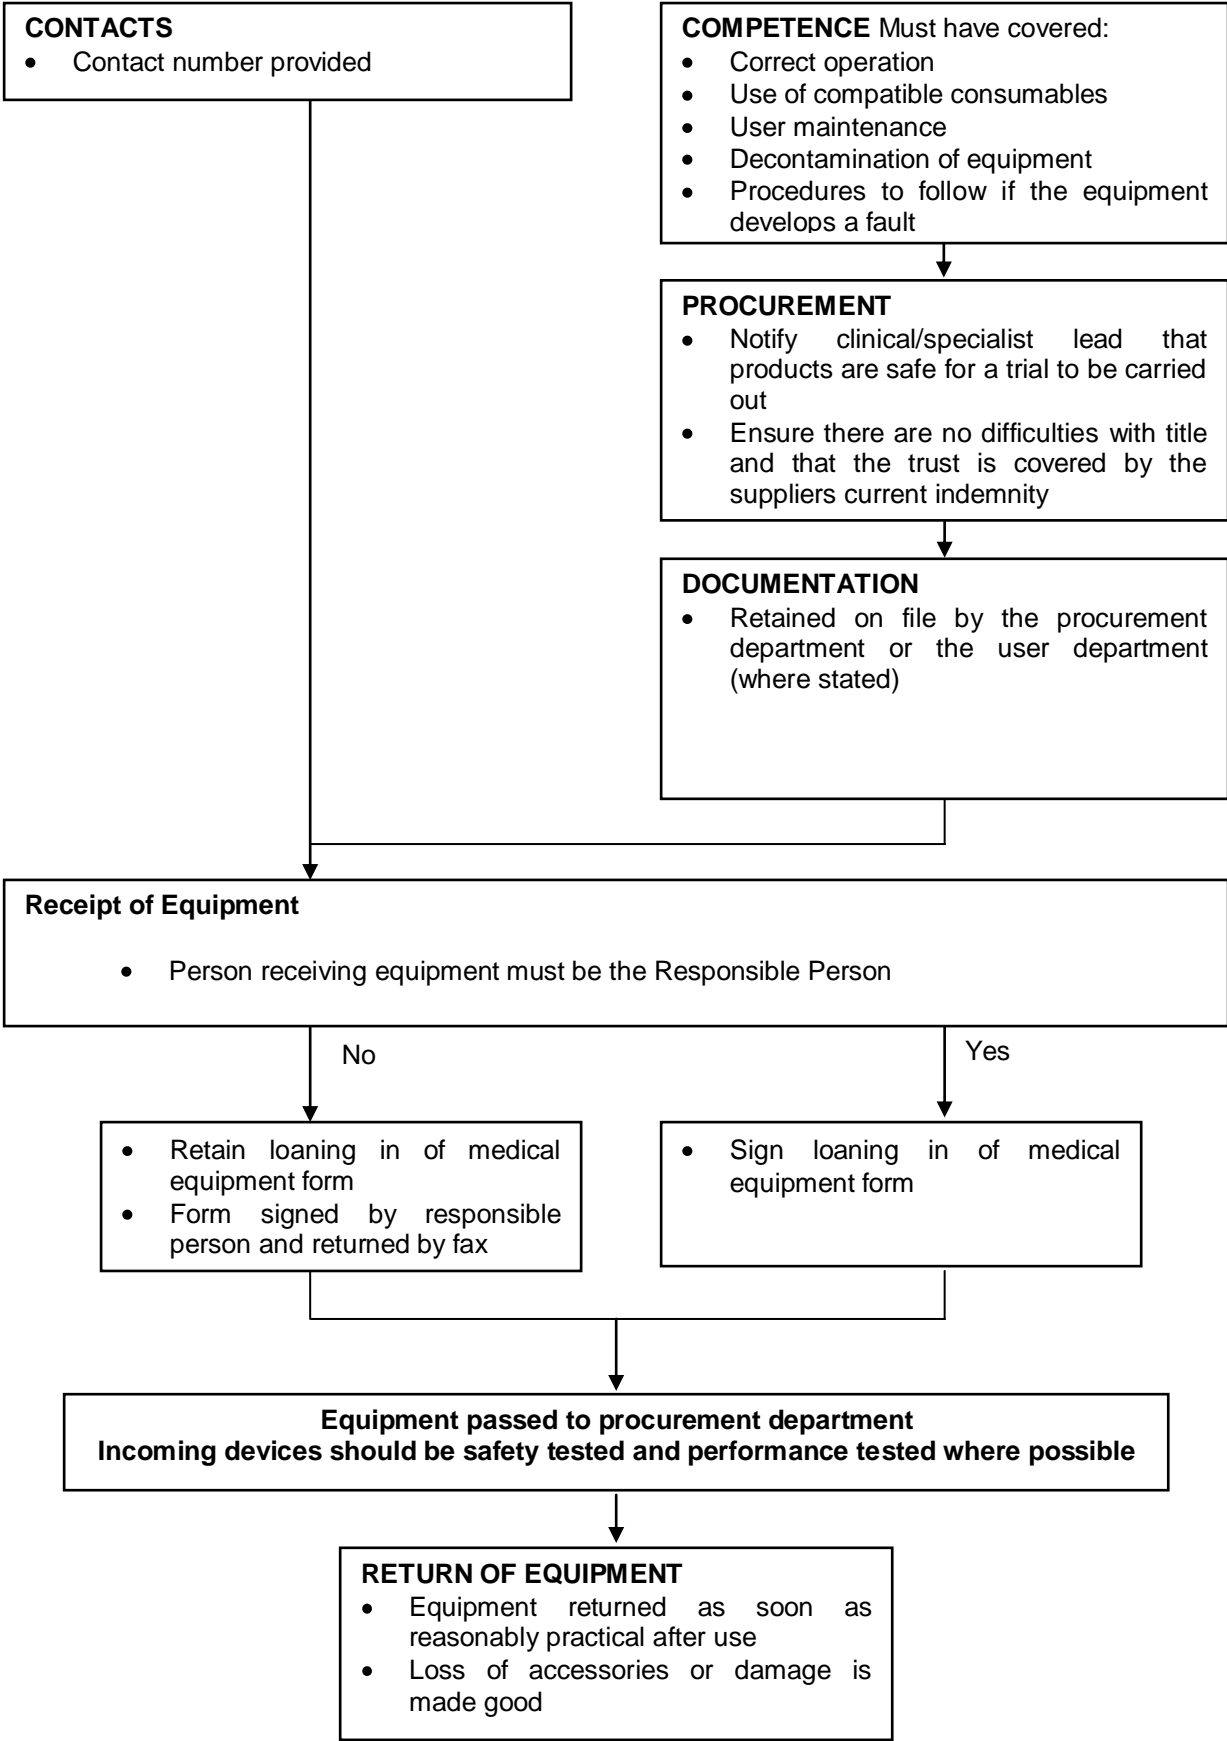 CONTACTS
• Contact number provided
COMPETENCE Must have covered:
• Correct operation
• Use of compatible consumables
• User maintenance
• Decontamination of equipment
• Procedures to follow if the equipment
develops a fault
PROCUREMENT
• Notify clinical/specialist lead that
products are safe for a trial to be carried
out
• Ensure there are no difficulties with title
and that the trust is covered by the
suppliers current indemnity
DOCUMENTATION
• Retained on file by the procurement
department or the user department
(where stated)
Receipt of Equipment
• Person receiving equipment must be the Responsible Person
No
Yes
• Retain loaning in of medical
equipment form
• Form signed by responsible
person and returned by fax
• Sign loaning in of medical
equipment form
Equipment passed to procurement department
Incoming devices should be safety tested and performance tested where possible
RETURN OF EQUIPMENT
• Equipment returned as soon as
reasonably practical after use
• Loss of accessories or damage is
made good